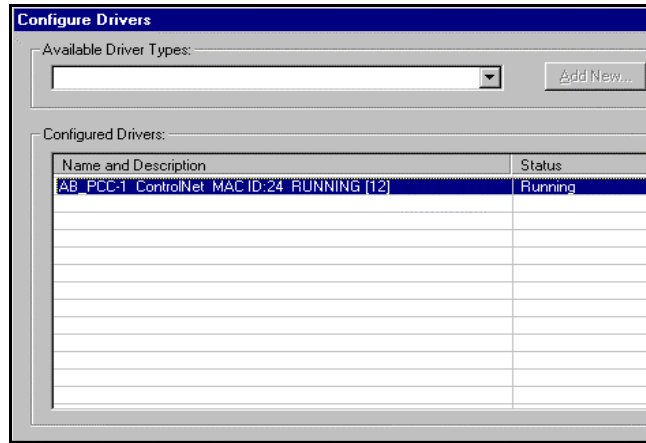 Configure Drivers
Available Driver Types:
Add New...
Configured Drivers:
Name and Description Status
AB_PCC-1 ControlNet MAC ID:24 RUNNING [12] Running